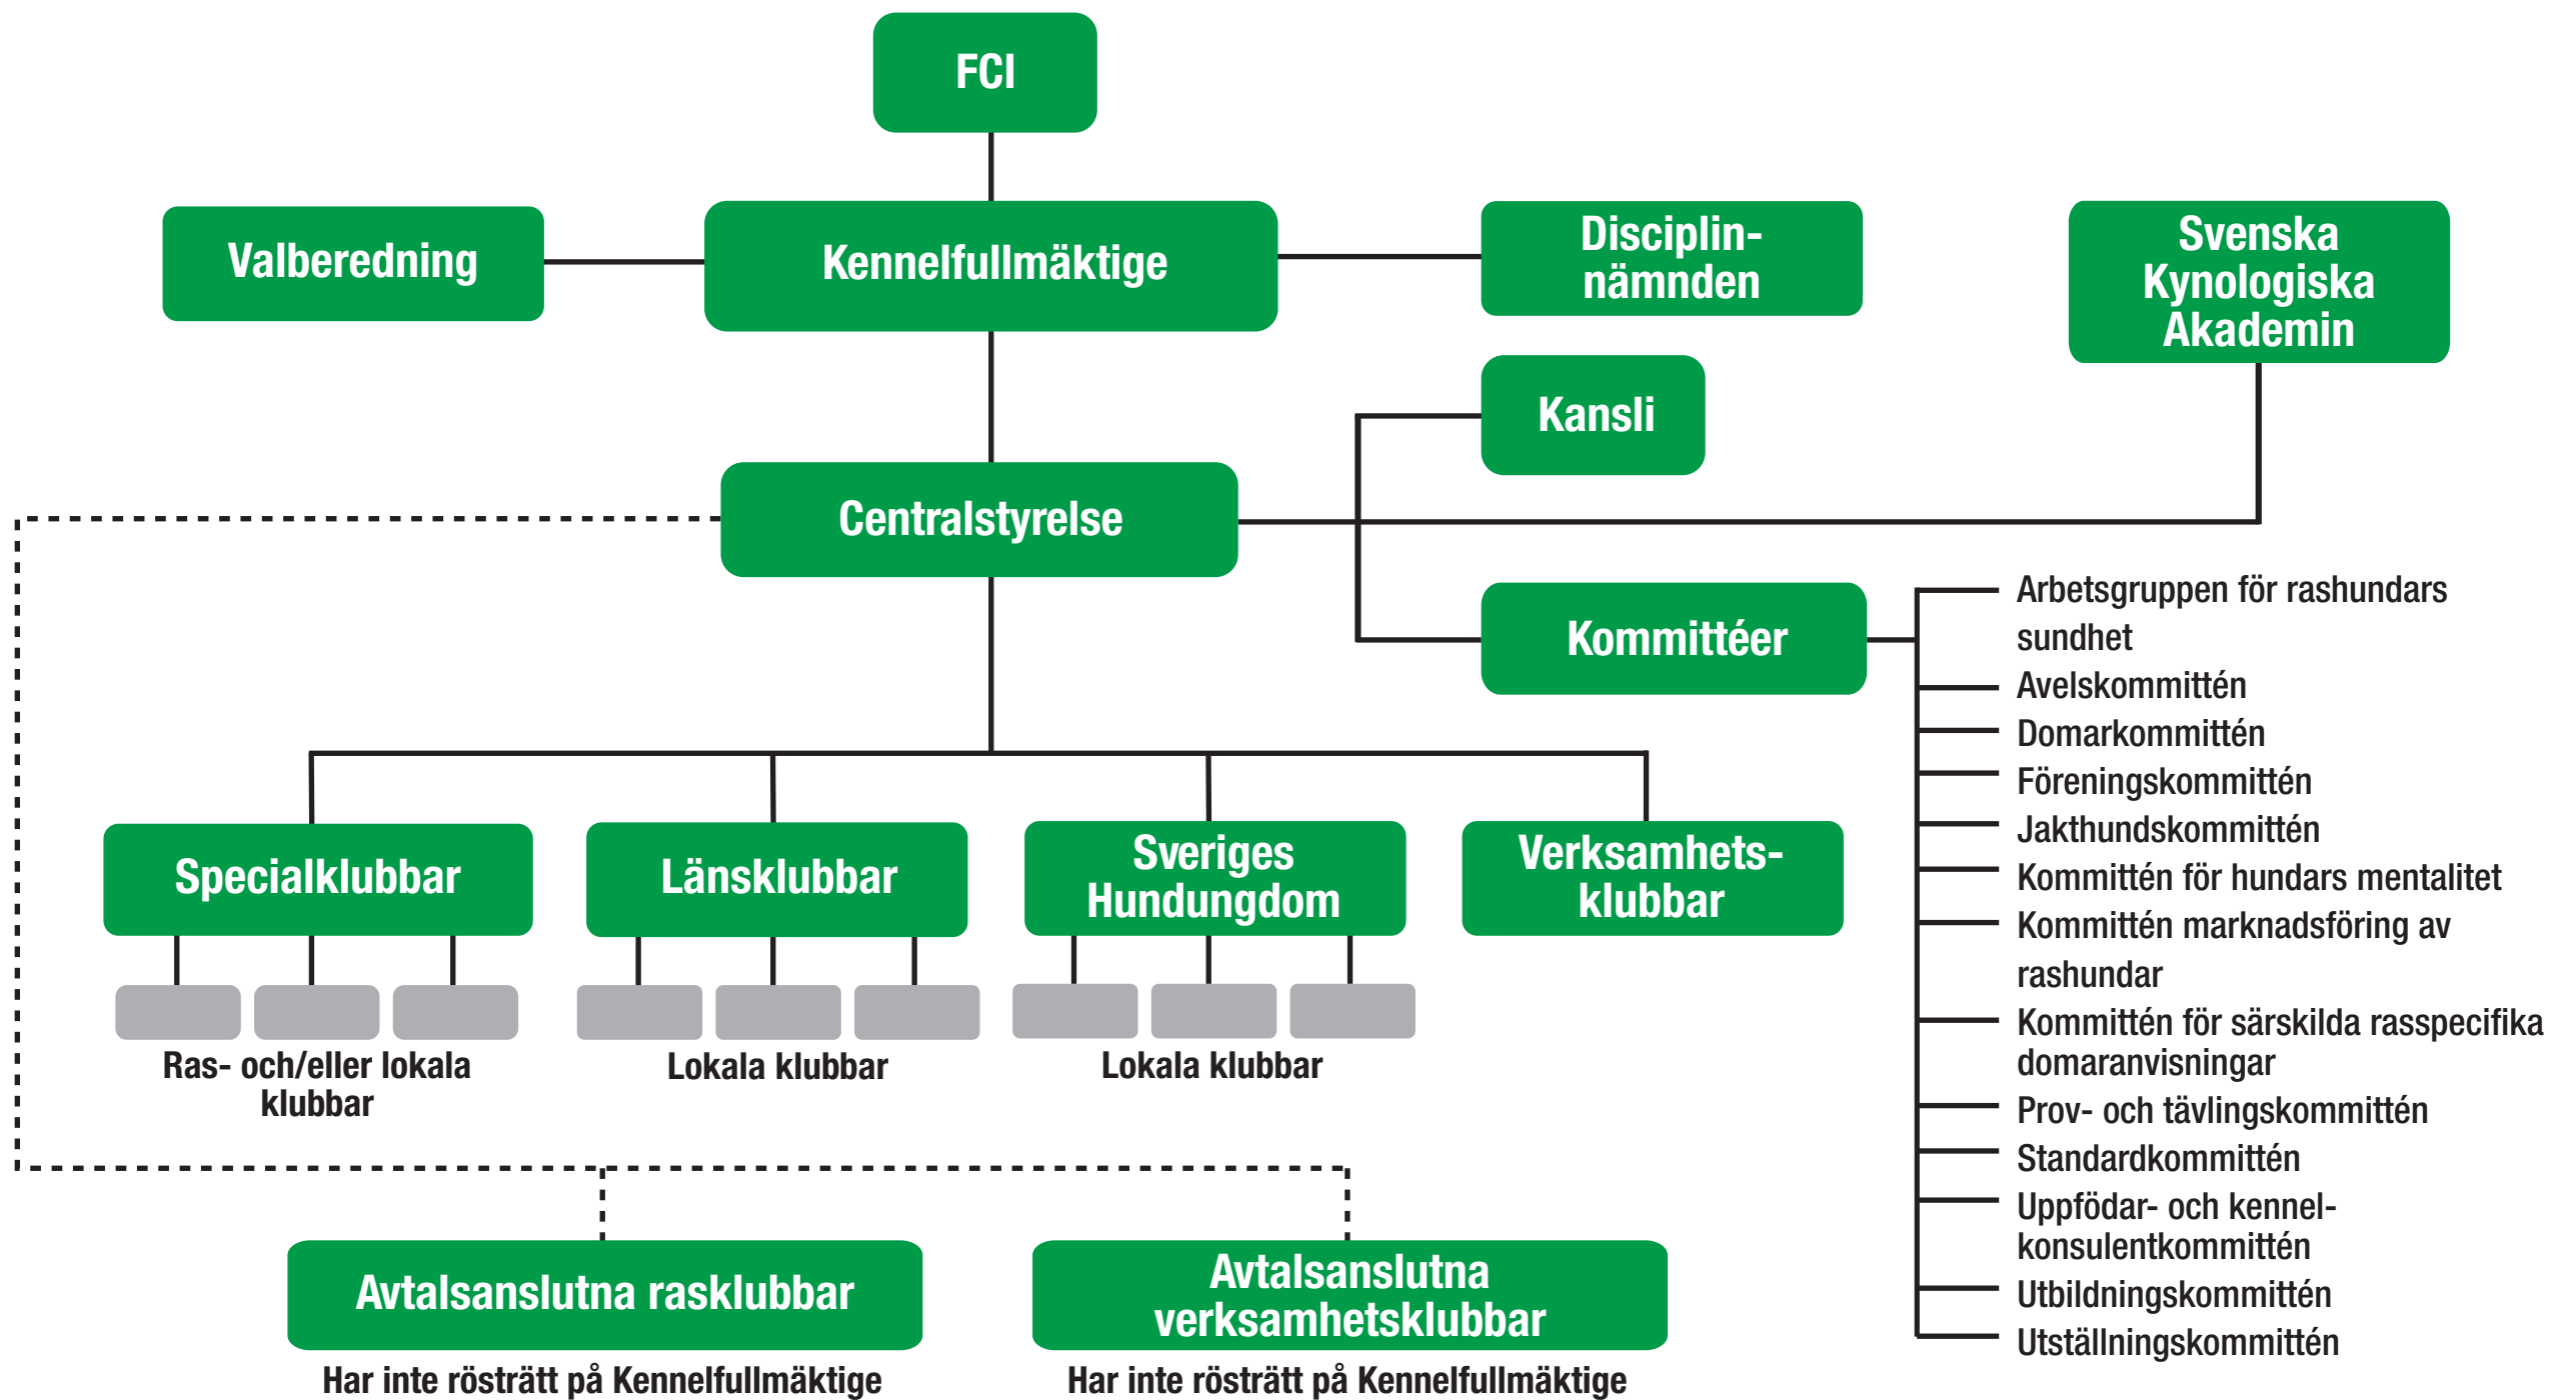 FCI
Valberedning
Kennelfullmäktige
Disciplin-
nämnden
Svenska
Kynologiska
Akademin
Kansli
Centralstyrelse
Kommittéer
Arbetsgruppen för rashundars
sundhet
Avelskommittén
Domarkommittén
Föreningskommittén
Jakthundskommittén
Kommittén för hundars mentalitet
Kommittén marknadsföring av
rashundar
Kommittén för särskilda rasspecifika
domaranvisningar
Prov- och tävlingskommittén
Standardkommittén
Uppfödar- och kennel-
konsulentkommittén
Utbildningskommittén
Utställningskommittén
Specialklubbar
Länsklubbar
Sveriges
Hundungdom
Verksamhets-
klubbar
Ras- och/eller lokala
klubbar
Lokala klubbar
Lokala klubbar
Avtalsanslutna rasklubbar
Har inte rösträtt på Kennelfullmäktige
Avtalsanslutna
verksamhetsklubbar
Har inte rösträtt på Kennelfullmäktige